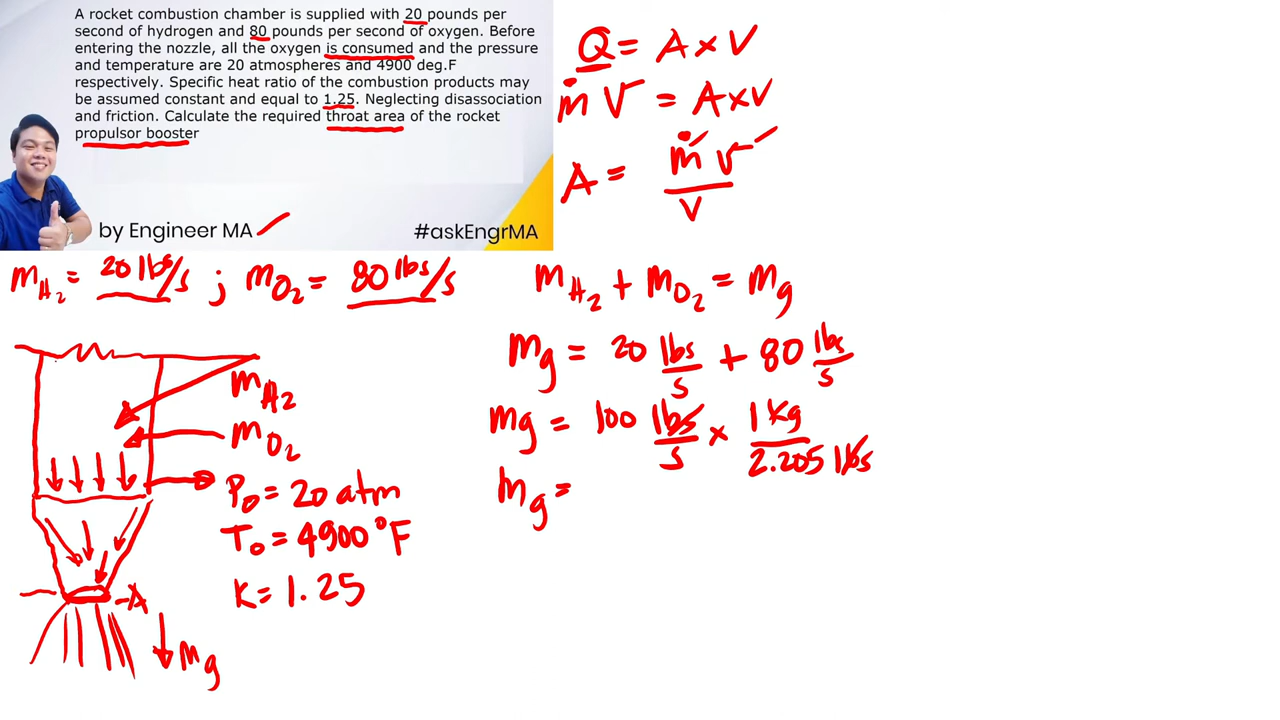 A rocket combustion chamber is supplied with 20 pounds per
second of hydrogen and 80 pounds per second of oxygen. Before
entering the nozzle, all the oxygen is consumed and the pressure
and temperature are 20 atmospheres and 4900 deg.F
respectively. Specific heat ratio of the combustion products may
be assumed constant and equal to 1.25. Neglecting disassociation
and friction. Calculate the required throat area of the rocket
propulsor booster
by Engineer MA
#askEngrMA
Q = A x V
ṁ V = A x V
A = ṁ V / V
m_H2 = 20 lbs/s ; m_O2 = 80 lbs/s
m_H2
m_O2
P_o = 20 atm
T_o = 4900 °F
K = 1.25
A
m_g
m_H2 + m_O2 = m_g
m_g = 20 lbs/s + 80 lbs/s
m_g = 100 lbs/s x 1 kg / 2.205 lbs
m_g =